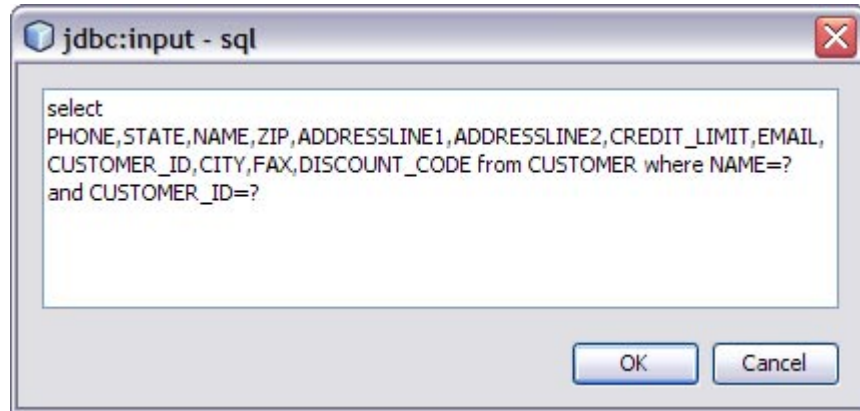 jdbc:input - sql
select
PHONE,STATE,NAME,ZIP,ADDRESSLINE1,ADDRESSLINE2,CREDIT_LIMIT,EMAIL,
CUSTOMER_ID,CITY,FAX,DISCOUNT_CODE from CUSTOMER where NAME=?
and CUSTOMER_ID=?
OK
Cancel